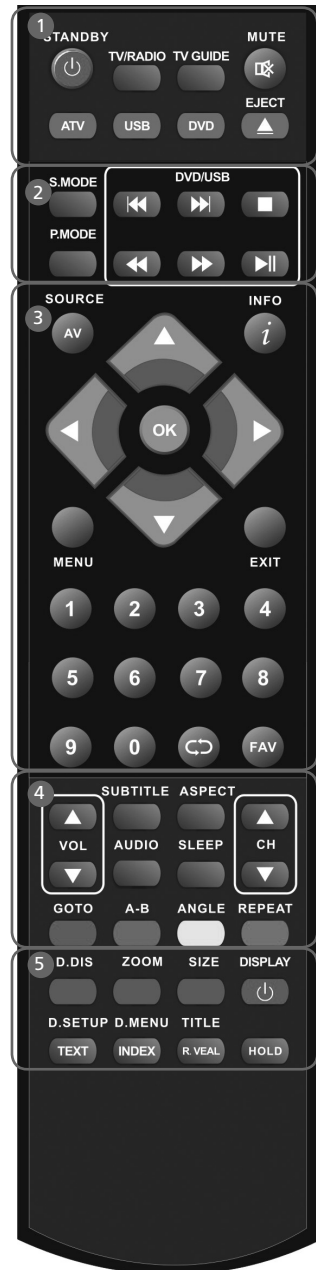 1
STANDBY MUTE
TV/RADIO TV GUIDE
EJECT
ATV USB DVD
2
S.MODE DVD/USB
P.MODE
3
SOURCE INFO
AV i
OK
MENU EXIT
1 2 3 4
5 6 7 8
9 0 FAV
4
SUBTITLE ASPECT
VOL AUDIO SLEEP CH
GOTO A-B ANGLE REPEAT
5
D.DIS ZOOM SIZE DISPLAY
D.SETUP D.MENU TITLE
TEXT INDEX R.VEAL HOLD